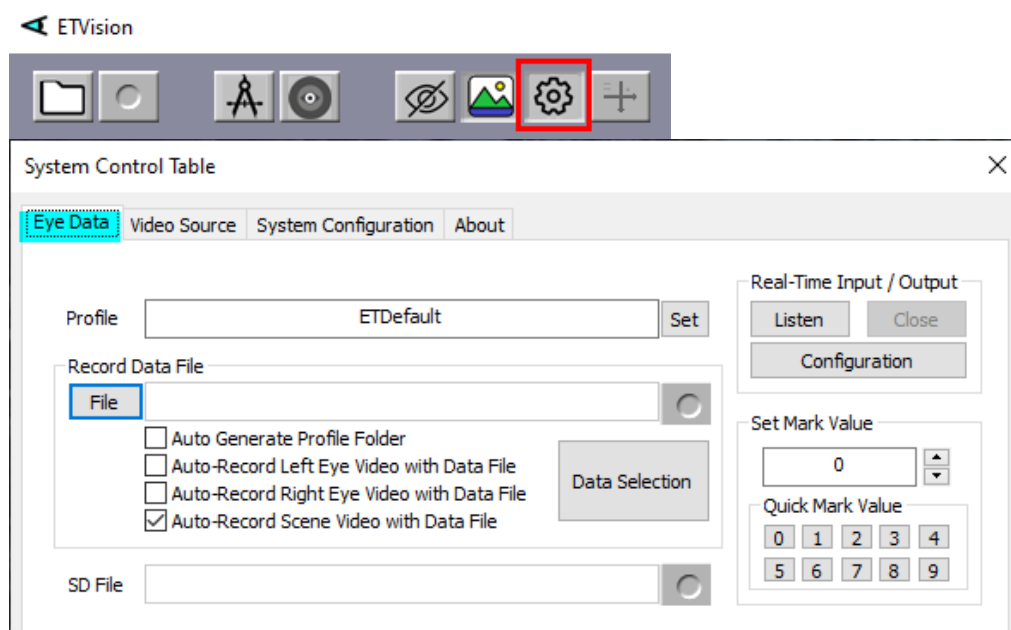 ETVision
System Control Table
Eye Data Video Source System Configuration About
Profile ETDefault Set
Record Data File
File
Auto Generate Profile Folder
Auto-Record Left Eye Video with Data File
Auto-Record Right Eye Video with Data File
Auto-Record Scene Video with Data File
Data Selection
SD File
Real-Time Input / Output
Listen Close
Configuration
Set Mark Value
0
Quick Mark Value
0 1 2 3 4
5 6 7 8 9